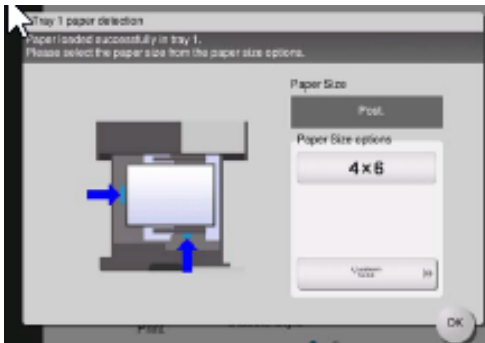 Tray 1 paper detection
Paper loaded successfully in tray 1.
Please select the paper size from the paper size options.
Paper Size
Post.
Paper Size options
4×6
OK
Print